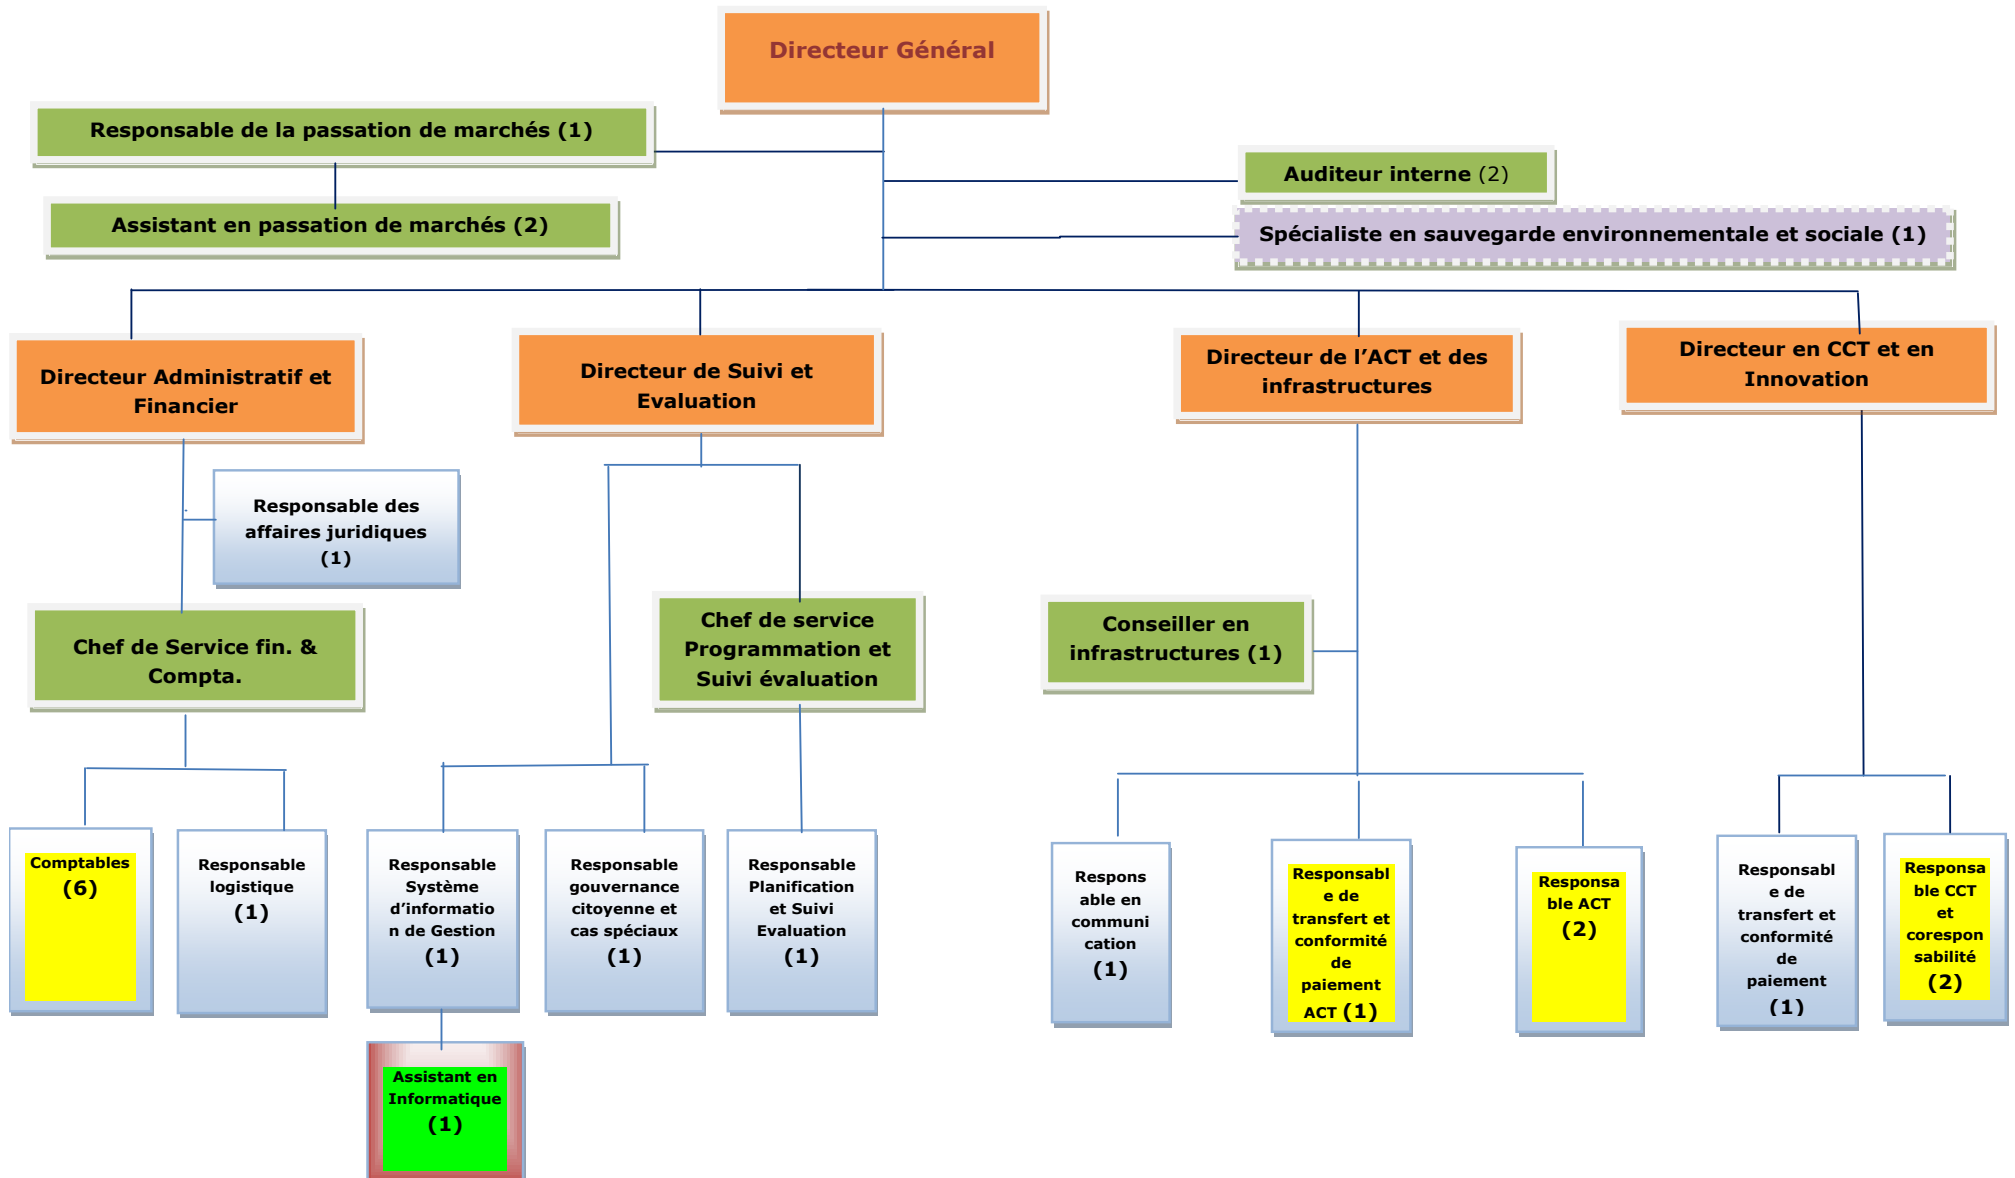 Directeur Général
Responsable de la passation de marchés (1)
Auditeur interne (2)
Assistant en passation de marchés (2)
Spécialiste en sauvegarde environnementale et sociale (1)
Directeur Administratif et
Financier
Directeur de Suivi et
Evaluation
Directeur de l’ACT et des
infrastructures
Directeur en CCT et en
Innovation
Responsable des
affaires juridiques
(1)
Chef de Service fin. &
Compta.
Chef de service
Programmation et
Suivi évaluation
Conseiller en
infrastructures (1)
Comptables
(6)
Responsable
logistique
(1)
Responsable
Système
d’informatio
n de Gestion
(1)
Responsable
gouvernance
citoyenne et
cas spéciaux
(1)
Responsable
Planification
et Suivi
Evaluation
(1)
Respons
able en
communi
cation
(1)
Responsabl
e de
transfert et
conformité
de
paiement
ACT (1)
Responsa
ble ACT
(2)
Responsabl
e de
transfert et
conformité
de
paiement
(1)
Responsa
ble CCT
et
corespon
sabilité
(2)
Assistant en
Informatique
(1)